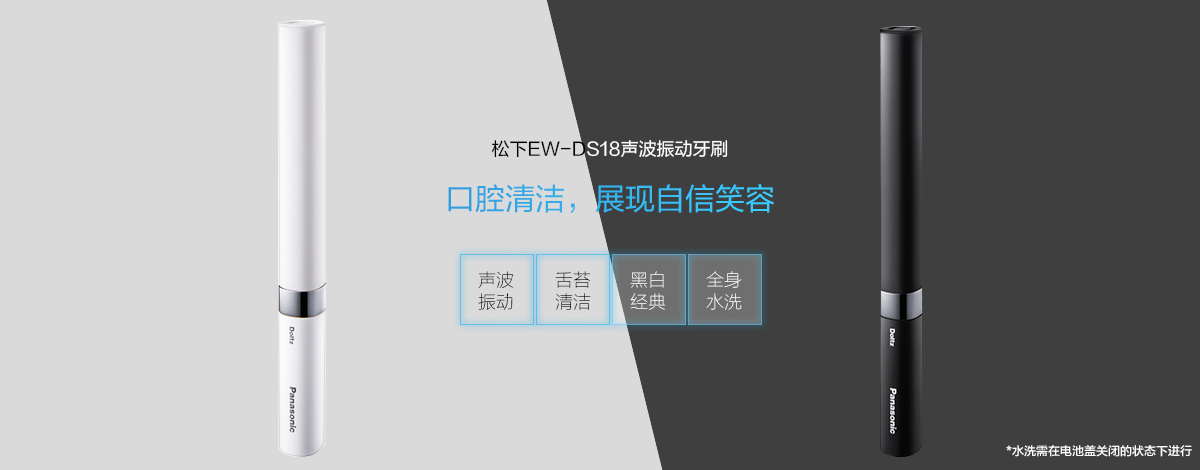 松下EW-DS18声波振动牙刷
口腔清洁，展现自信笑容
声波
振动
舌苔
清洁
黑白
经典
全身
水洗
Doltz
Panasonic
Doltz
Panasonic
*水洗需在电池盖关闭的状态下进行